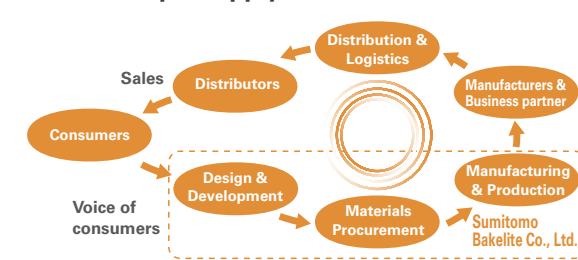 Distribution &
Logistics
Sales
Distributors
Manufacturers &
Business partner
Consumers
Design &
Development
Manufacturing
& Production
Voice of
consumers
Materials
Procurement
Sumitomo
Bakelite Co., Ltd.